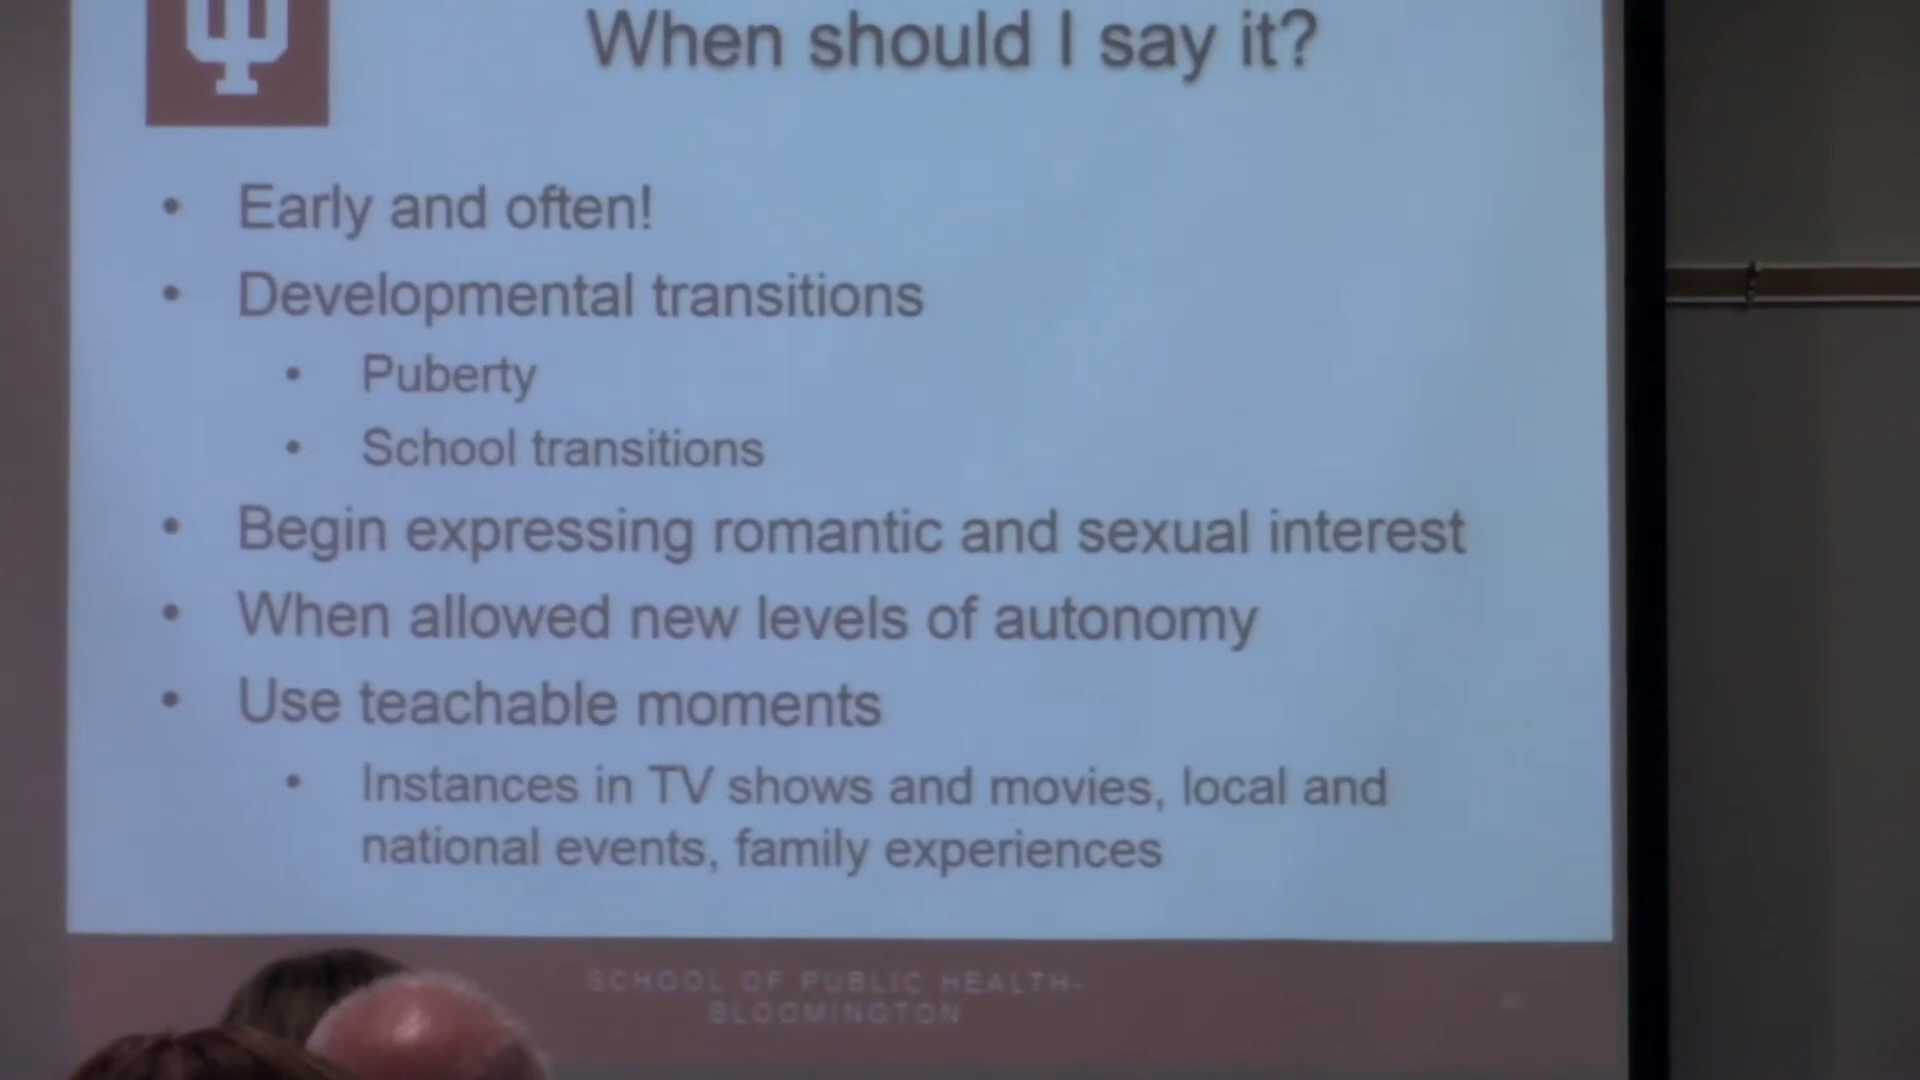 When should I say it?
• Early and often!
• Developmental transitions
• Puberty
• School transitions
• Begin expressing romantic and sexual interest
• When allowed new levels of autonomy
• Use teachable moments
• Instances in TV shows and movies, local and
national events, family experiences
SCHOOL OF PUBLIC HEALTH-
BLOOMINGTON